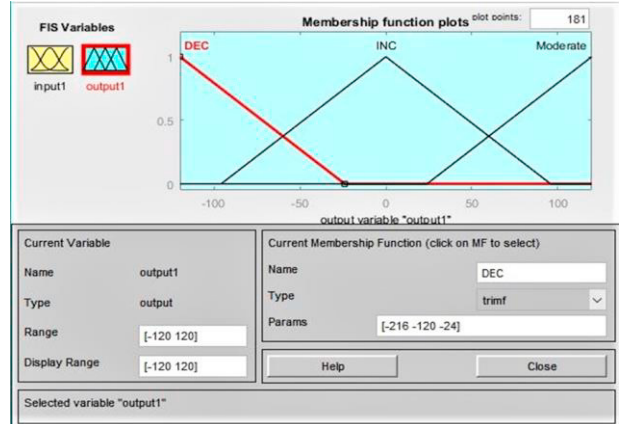 FIS Variables
Membership function plots
plot points:
181
input1
output1
DEC
INC
Moderate
1
0.5
0
-100
-50
0
50
100
output variable "output1"
Current Variable
Name
output1
Type
output
Range
[-120 120]
Display Range
[-120 120]
Current Membership Function (click on MF to select)
Name
DEC
Type
trimf
Params
[-216 -120 -24]
Help
Close
Selected variable "output1"